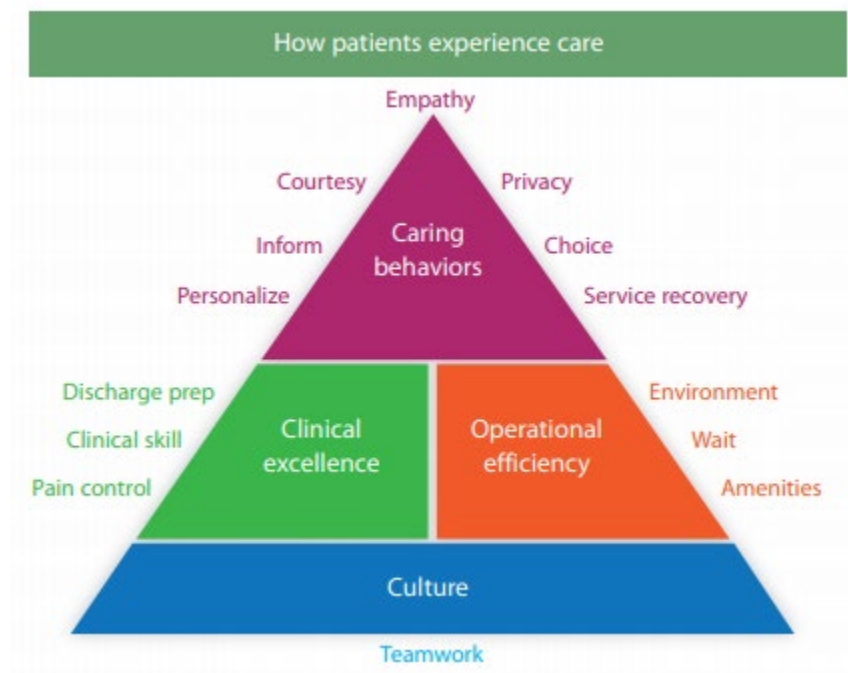 How patients experience care
Empathy
Courtesy
Privacy
Caring
behaviors
Inform
Choice
Personalize
Service recovery
Discharge prep
Environment
Clinical
excellence
Operational
efficiency
Clinical skill
Wait
Pain control
Amenities
Culture
Teamwork